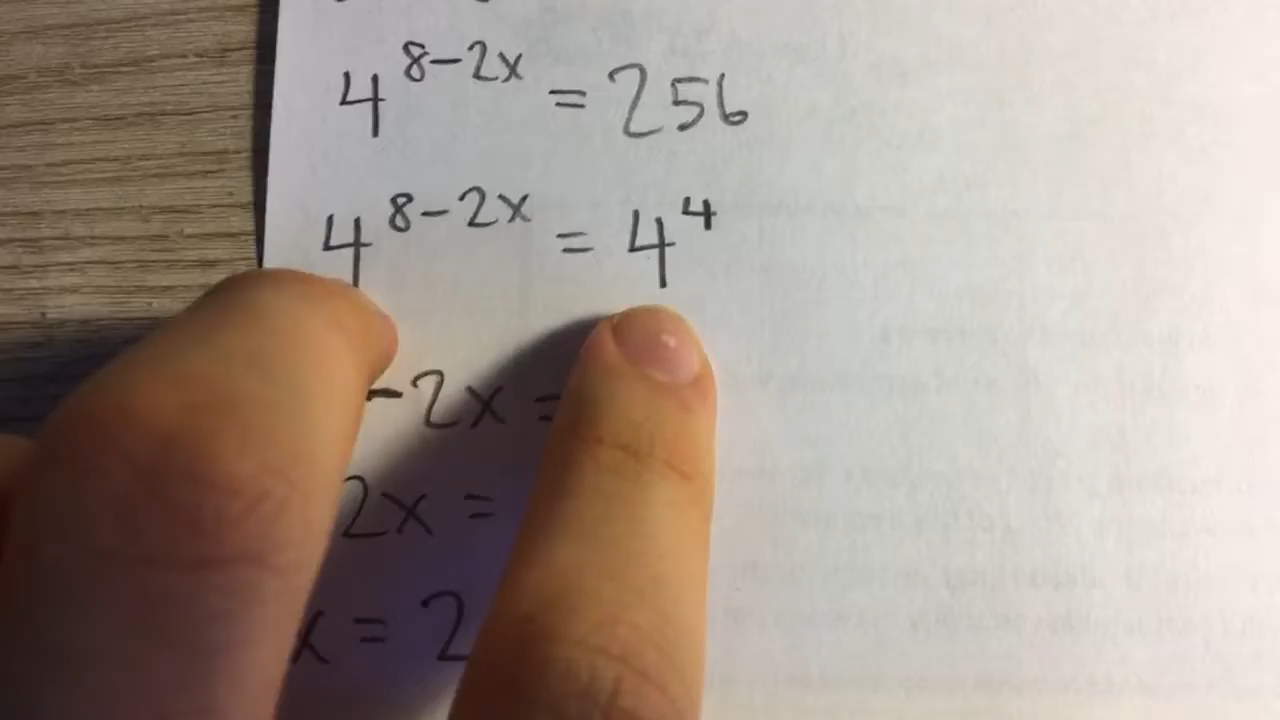 4^{8-2x} = 256
4^{8-2x} = 4^4
-2x =
2x =
x = 2